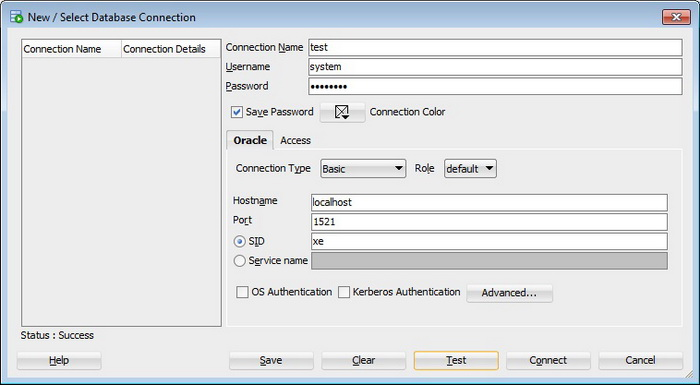 New / Select Database Connection
Connection Name Connection Details
Connection Name test
Username system
Password ••••••••
Save Password Connection Color
Oracle Access
Connection Type Basic Role default
Hostname localhost
Port 1521
SID xe
Service name
OS Authentication Kerberos Authentication Advanced...
Status : Success
Help Save Clear Test Connect Cancel